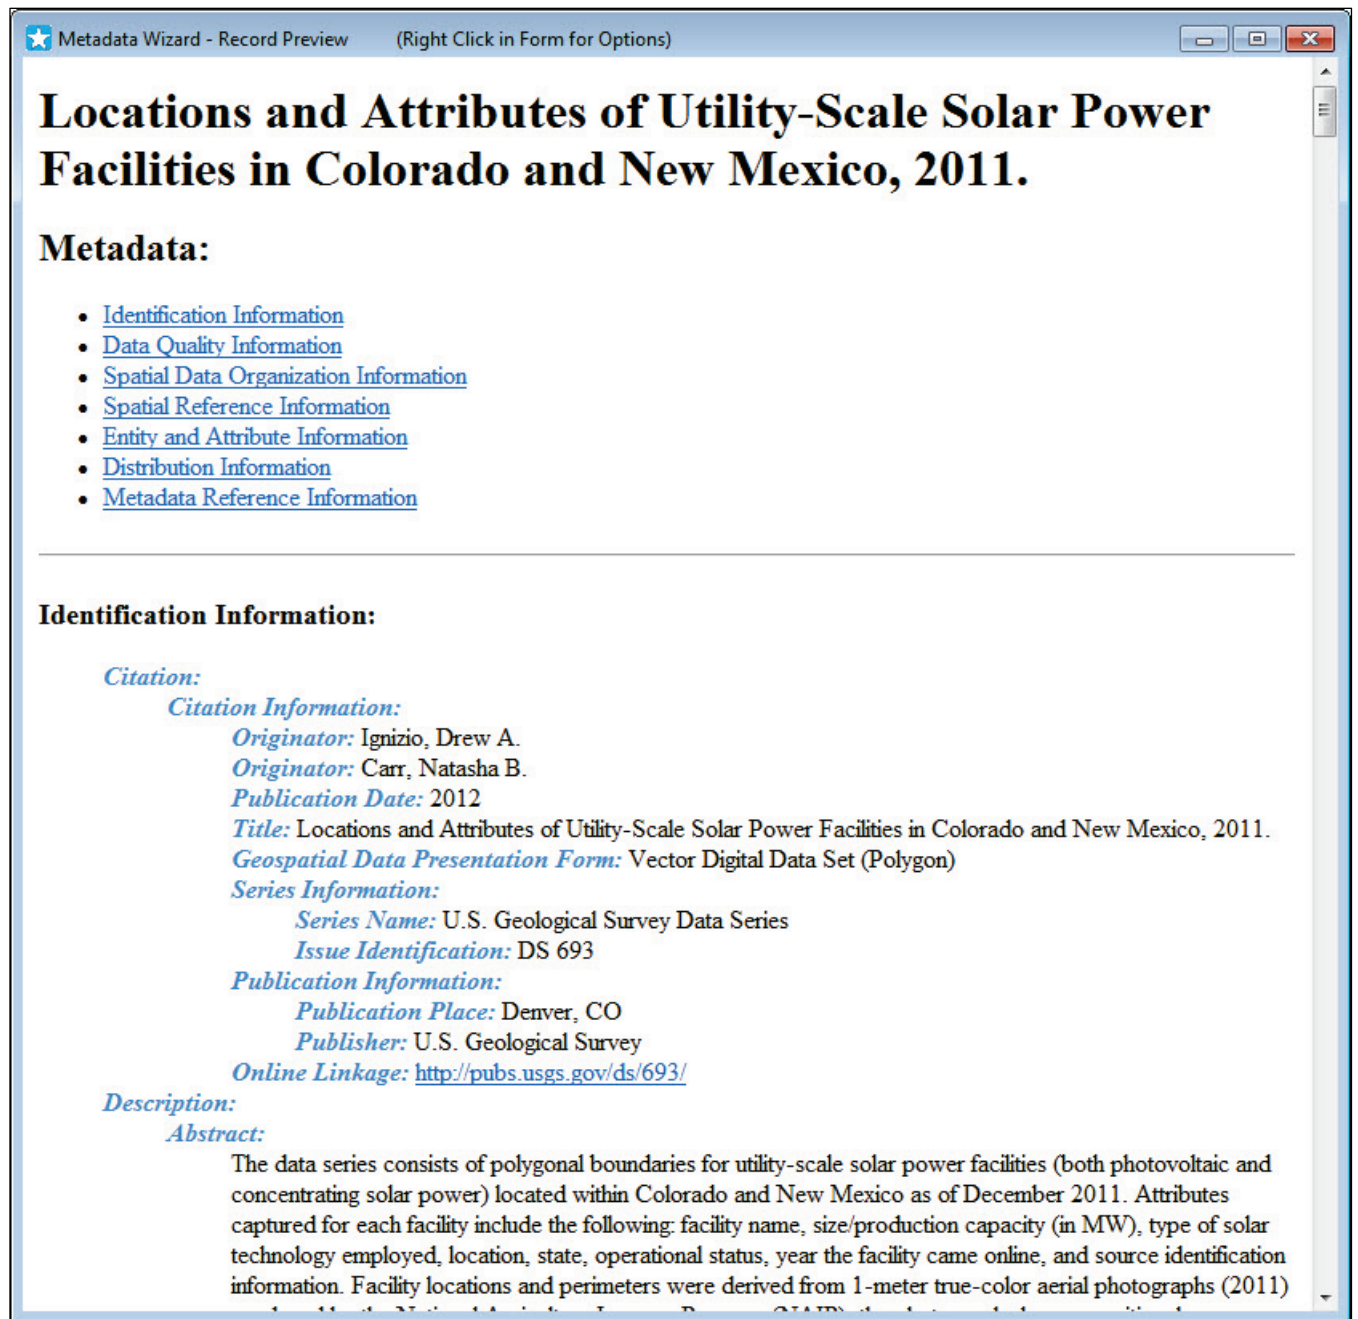 Metadata Wizard - Record Preview (Right Click in Form for Options)
Locations and Attributes of Utility-Scale Solar Power
Facilities in Colorado and New Mexico, 2011.
Metadata:
• Identification Information
• Data Quality Information
• Spatial Data Organization Information
• Spatial Reference Information
• Entity and Attribute Information
• Distribution Information
• Metadata Reference Information
Identification Information:
Citation:
Citation Information:
Originator: Ignizio, Drew A.
Originator: Carr, Natasha B.
Publication Date: 2012
Title: Locations and Attributes of Utility-Scale Solar Power Facilities in Colorado and New Mexico, 2011.
Geospatial Data Presentation Form: Vector Digital Data Set (Polygon)
Series Information:
Series Name: U.S. Geological Survey Data Series
Issue Identification: DS 693
Publication Information:
Publication Place: Denver, CO
Publisher: U.S. Geological Survey
Online Linkage: http://pubs.usgs.gov/ds/693/
Description:
Abstract:
The data series consists of polygonal boundaries for utility-scale solar power facilities (both photovoltaic and
concentrating solar power) located within Colorado and New Mexico as of December 2011. Attributes
captured for each facility include the following: facility name, size/production capacity (in MW), type of solar
technology employed, location, state, operational status, year the facility came online, and source identification
information. Facility locations and perimeters were derived from 1-meter true-color aerial photographs (2011)